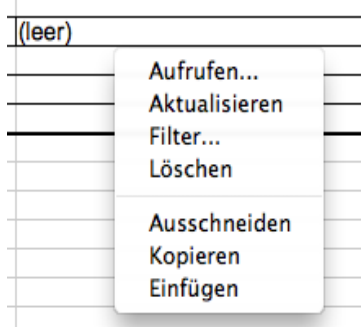 (leer)
Aufrufen...
Aktualisieren
Filter...
Löschen
Ausschneiden
Kopieren
Einfügen